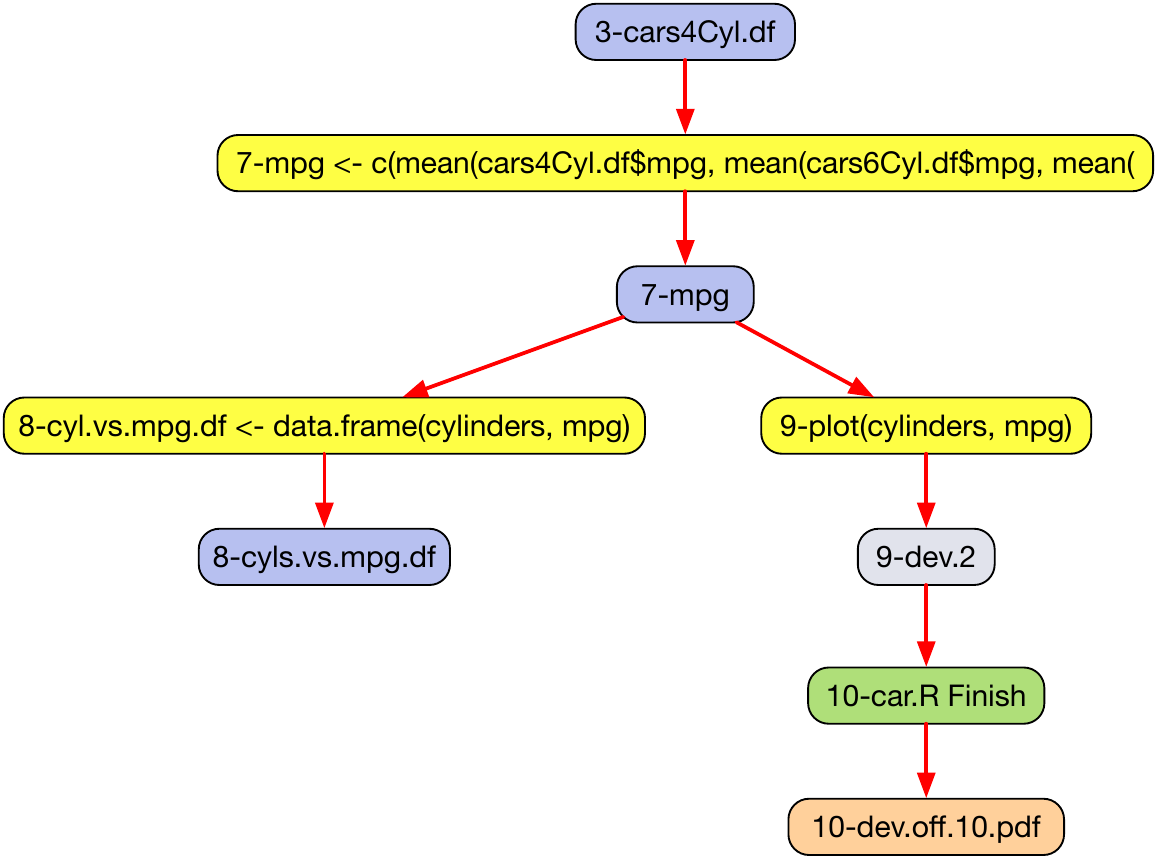 3-cars4Cyl.df
7-mpg <- c(mean(cars4Cyl.df$mpg, mean(cars6Cyl.df$mpg, mean(
7-mpg
8-cyl.vs.mpg.df <- data.frame(cylinders, mpg)
9-plot(cylinders, mpg)
8-cyls.vs.mpg.df
9-dev.2
10-car.R Finish
10-dev.off.10.pdf